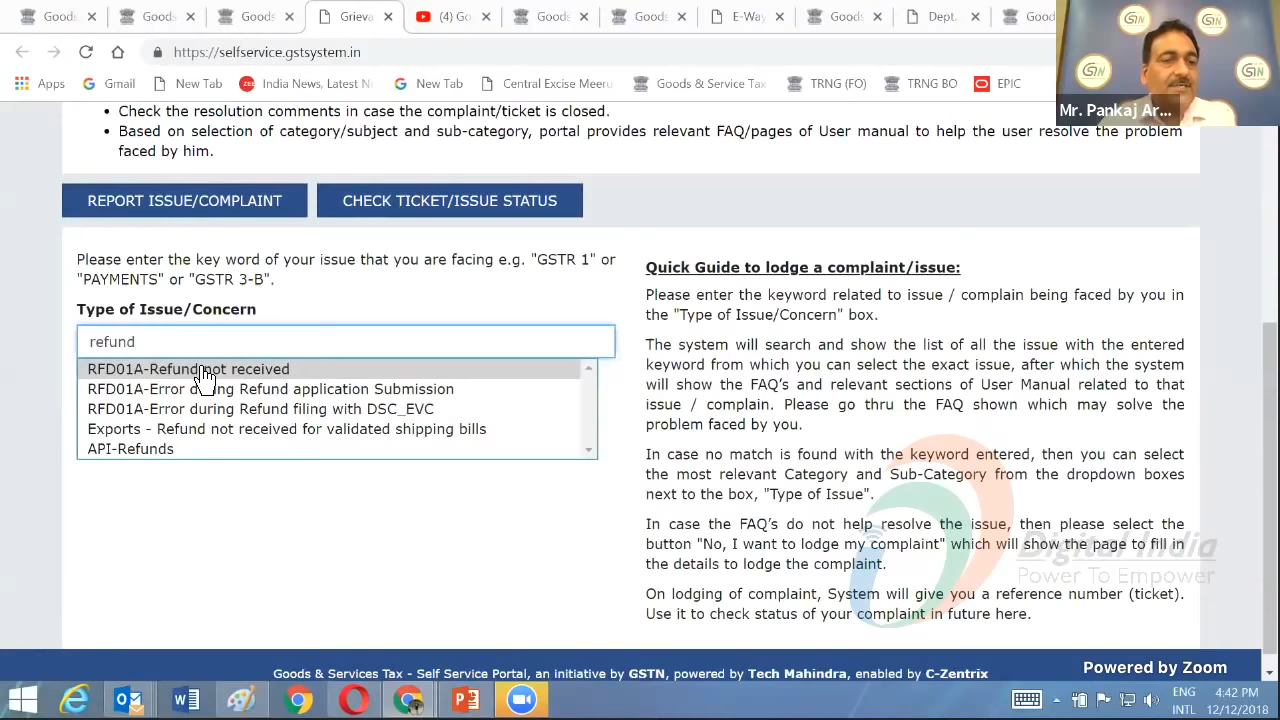 Goods
Goods
Goods
Grieva
(4) Go
Goods
Goods
E-Way
Goods
Dept.
Good
https://selfservice.gstsystem.in
Apps
Gmail
New Tab
India News, Latest N
New Tab
Central Excise Meeru
Goods & Service Tax
TRNG (FO)
TRNG BO
EPIC
Mr. Pankaj Ar...
Check the resolution comments in case the complaint/ticket is closed.
Based on selection of category/subject and sub-category, portal provides relevant FAQ/pages of User manual to help the user resolve the problem
faced by him.
REPORT ISSUE/COMPLAINT
CHECK TICKET/ISSUE STATUS
Please enter the key word of your issue that you are facing e.g. "GSTR 1" or
"PAYMENTS" or "GSTR 3-B".
Type of Issue/Concern
refund
RFD01A-Refund not received
RFD01A-Error during Refund application Submission
RFD01A-Error during Refund filing with DSC_EVC
Exports - Refund not received for validated shipping bills
API-Refunds
Quick Guide to lodge a complaint/issue:
Please enter the keyword related to issue / complain being faced by you in
the "Type of Issue/Concern" box.
The system will search and show the list of all the issue with the entered
keyword from which you can select the exact issue, after which the system
will show the FAQ's and relevant sections of User Manual related to that
issue / complain. Please go thru the FAQ shown which may solve the
problem faced by you.
In case no match is found with the keyword entered, then you can select
the most relevant Category and Sub-Category from the dropdown boxes
next to the box, "Type of Issue".
In case the FAQ's do not help resolve the issue, then please select the
button "No, I want to lodge my complaint" which will show the page to fill in
the details to lodge the complaint.
On lodging of complaint, System will give you a reference number (ticket).
Use it to check status of your complaint in future here.
Digital India
Power To Empower
Goods & Services Tax - Self Service Portal, an initiative by GSTN, powered by Tech Mahindra, enabled by C-Zentrix
Powered by Zoom
ENG
INTL
4:42 PM
12/12/2018